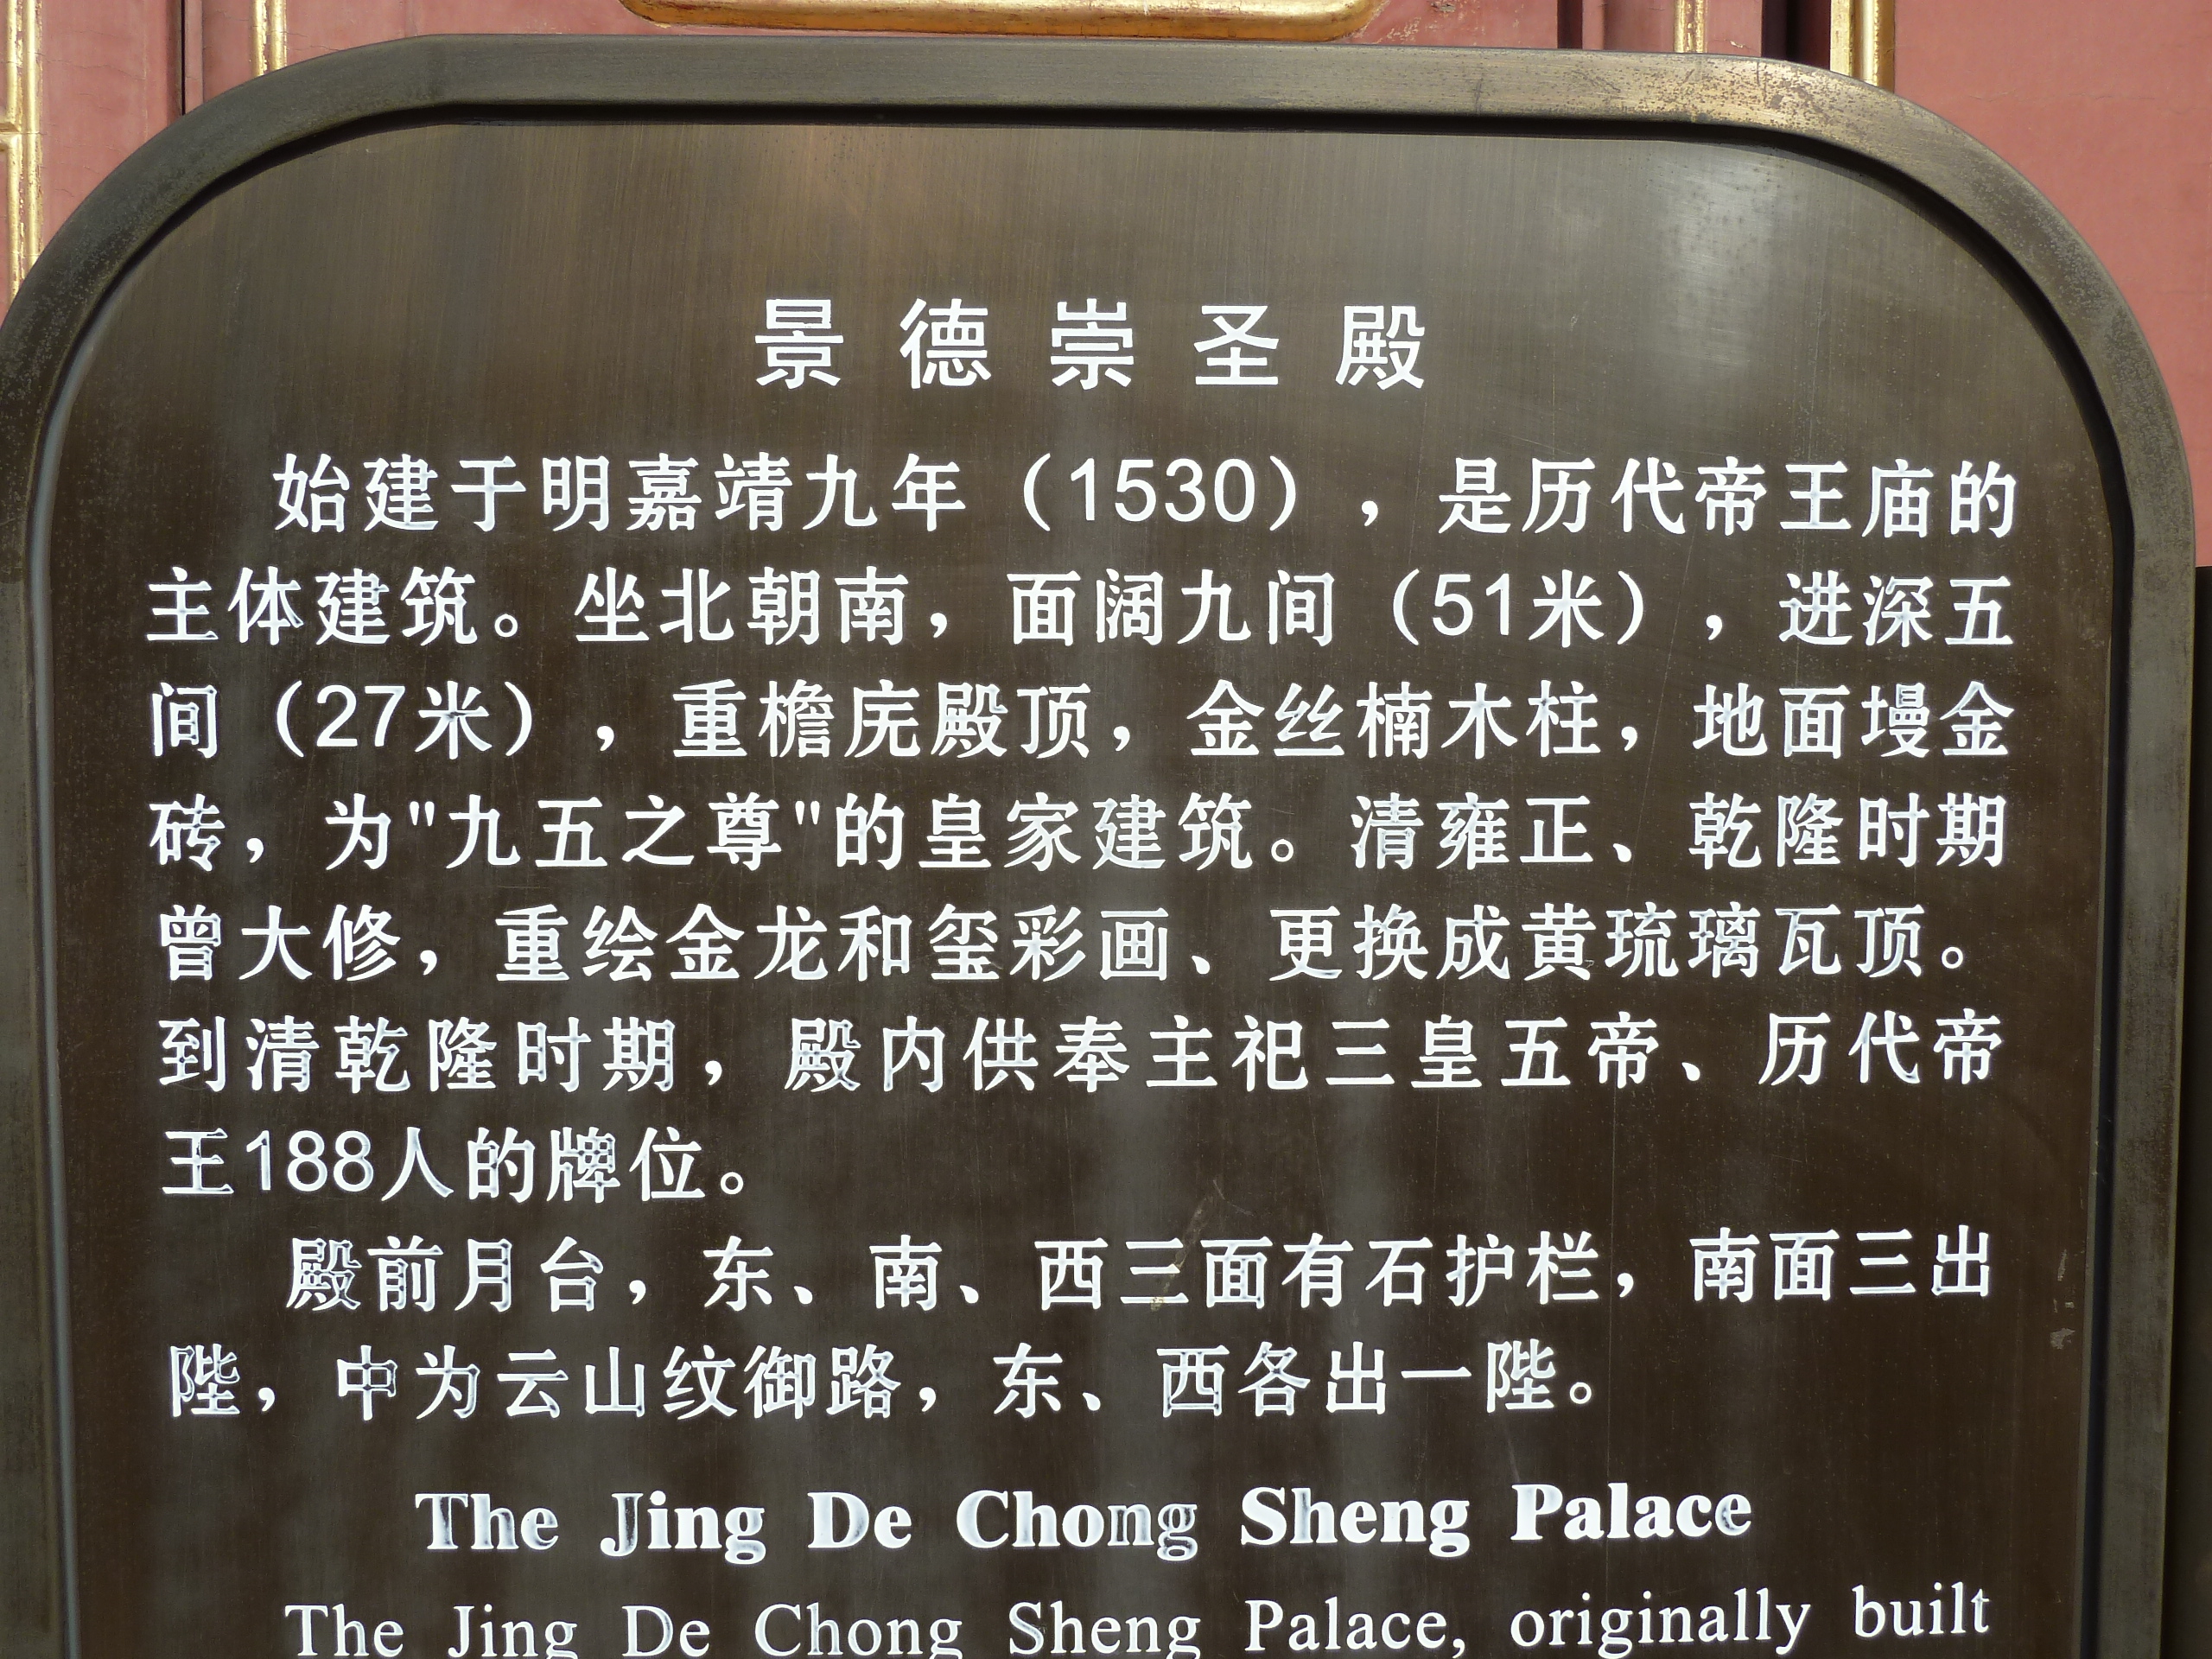 景德崇圣殿
始建于明嘉靖九年（1530），是历代帝王庙的
主体建筑。坐北朝南，面阔九间（51米），进深五
间（27米），重檐庑殿顶，金丝楠木柱，地面墁金
砖，为"九五之尊"的皇家建筑。清雍正、乾隆时期
曾大修，重绘金龙和玺彩画、更换成黄琉璃瓦顶。
到清乾隆时期，殿内供奉主祀三皇五帝、历代帝
王188人的牌位。
殿前月台，东、南、西三面有石护栏，南面三出
陛，中为云山纹御路，东、西各出一陛。
The Jing De Chong Sheng Palace
The Jing De Chong Sheng Palace, originally built